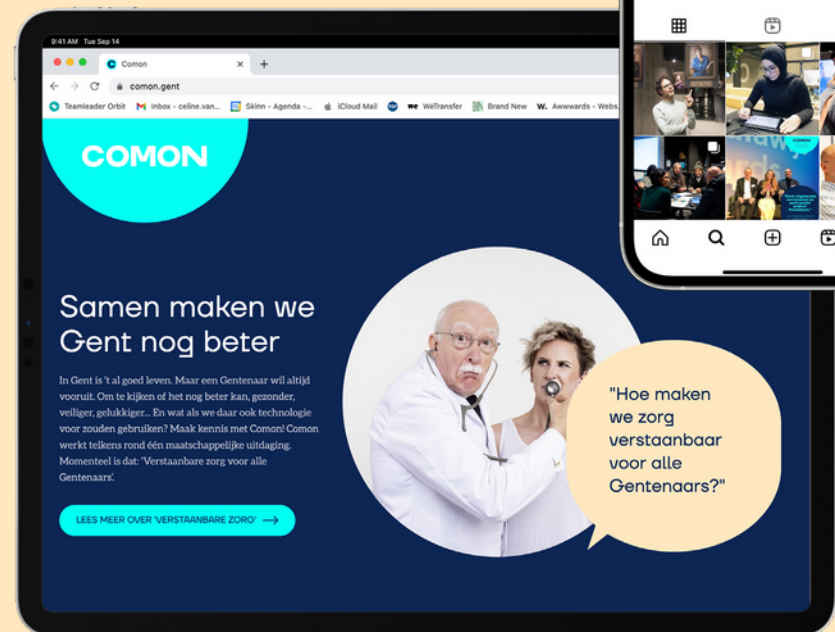 9:41 AM Tue Sep 14
Comon
comon.gent
Teamleader Orbit
Inbox - celine.van...
Skinn - Agenda -...
iCloud Mail
WeTransfer
Brand New
W. Awwwards - Webs...
COMON
Samen maken we
Gent nog beter
In Gent is 't al goed leven. Maar een Gentenaar wil altijd
vooruit. Om te kijken of het nog beter kan, gezonder,
veiliger, gelukkiger... En wat als we daar ook technologie
voor zouden gebruiken? Maak kennis met Comon! Comon
werkt telkens rond één maatschappelijke uitdaging.
Momenteel is dat: 'Verstaanbare zorg voor alle
Gentenaars'.
LEES MEER OVER 'VERSTAANBARE ZORO'
"Hoe maken
we zorg
verstaanbaar
voor alle
Gentenaars?"